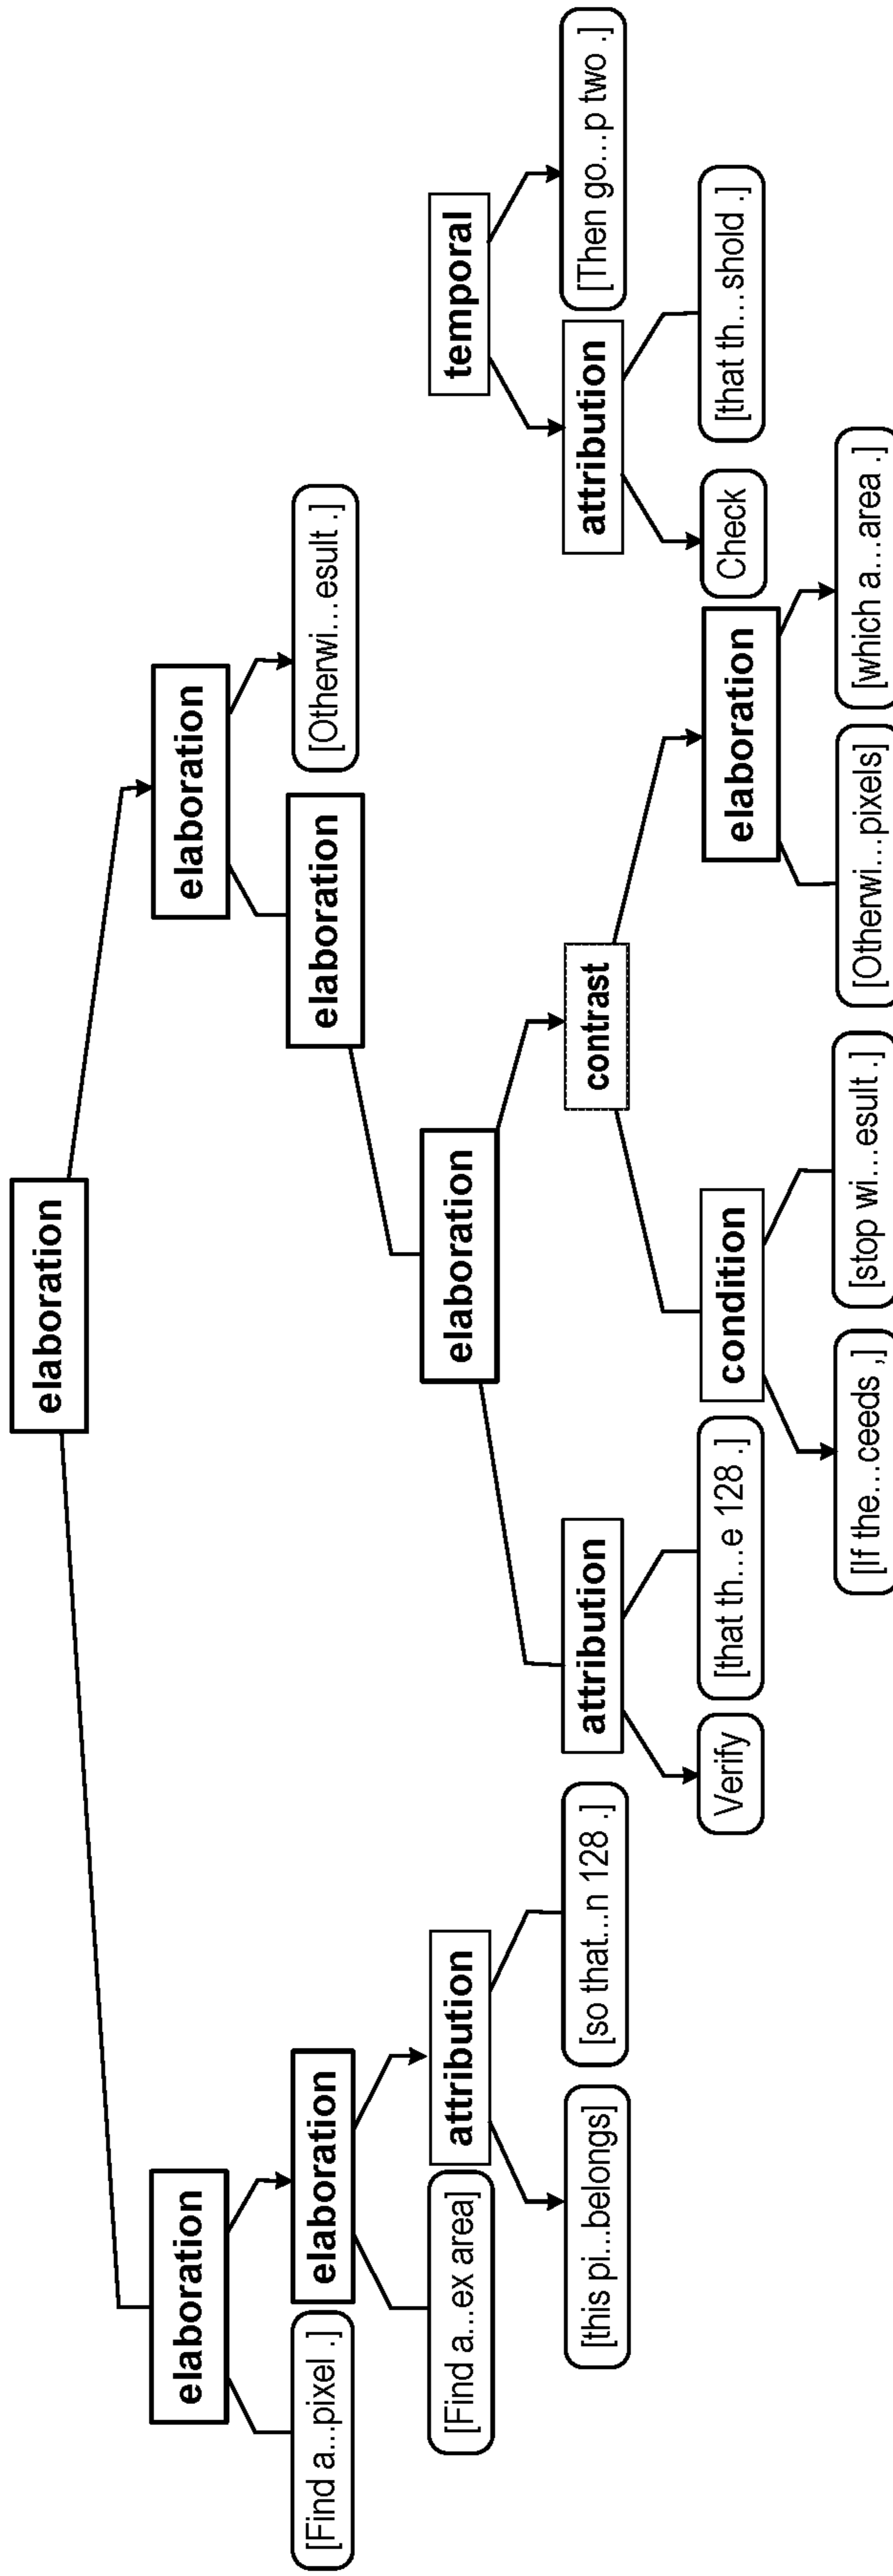 elaboration
elaboration
elaboration
[Find a...pixel .]
elaboration
elaboration
[Otherwi...esult .]
[Find a...ex area]
attribution
elaboration
temporal
[this pi...belongs]
[so that...n 128 .]
attribution
contrast
attribution
[Then go...p two .]
Verify
[that th...e 128 .]
condition
elaboration
Check
[that th...shold .]
[If the...ceeds ,]
[stop wi...esult .]
[Otherwi...pixels]
[which a...area .]